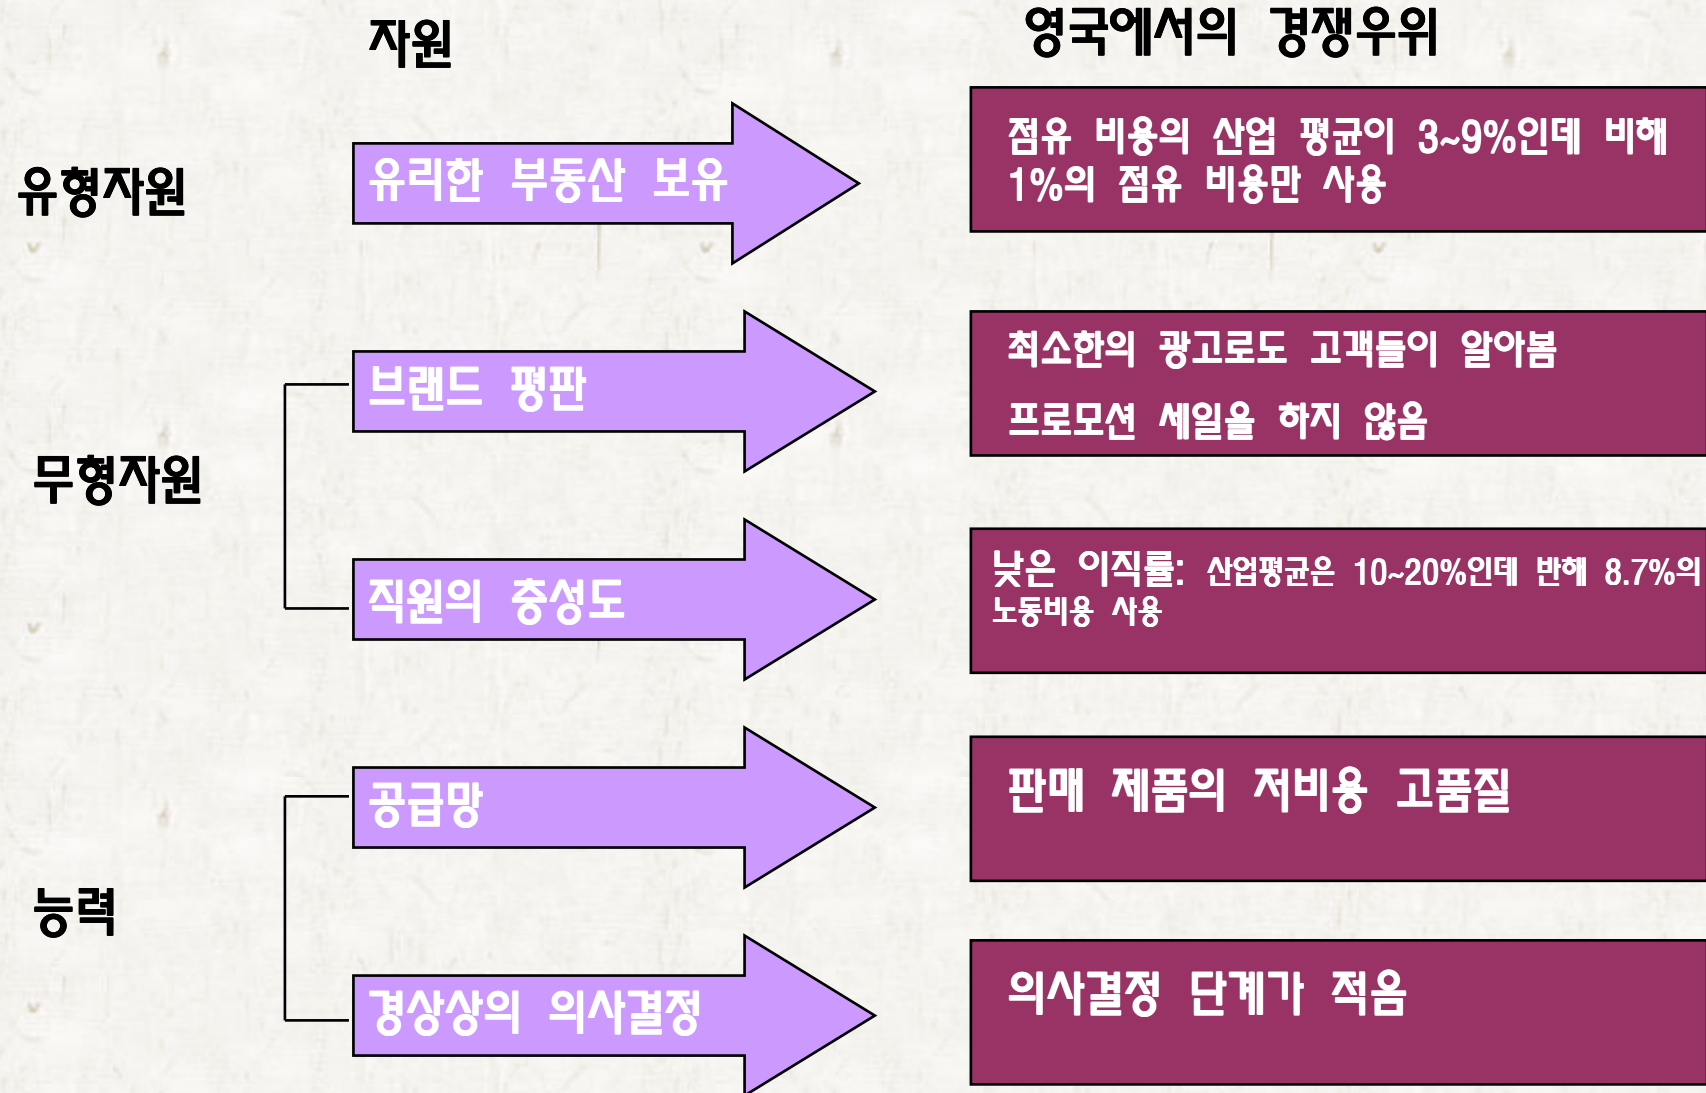 자원
영국에서의 경쟁우위
유형자원
유리한 부동산 보유
점유 비용의 산업 평균이 3~9%인데 비해
1%의 점유 비용만 사용
무형자원
브랜드 평판
최소한의 광고로도 고객들이 알아봄
프로모션 세일을 하지 않음
직원의 충성도
낮은 이직률: 산업평균은 10~20%인데 반해 8.7%의
노동비용 사용
능력
공급망
판매 제품의 저비용 고품질
경상상의 의사결정
의사결정 단계가 적음